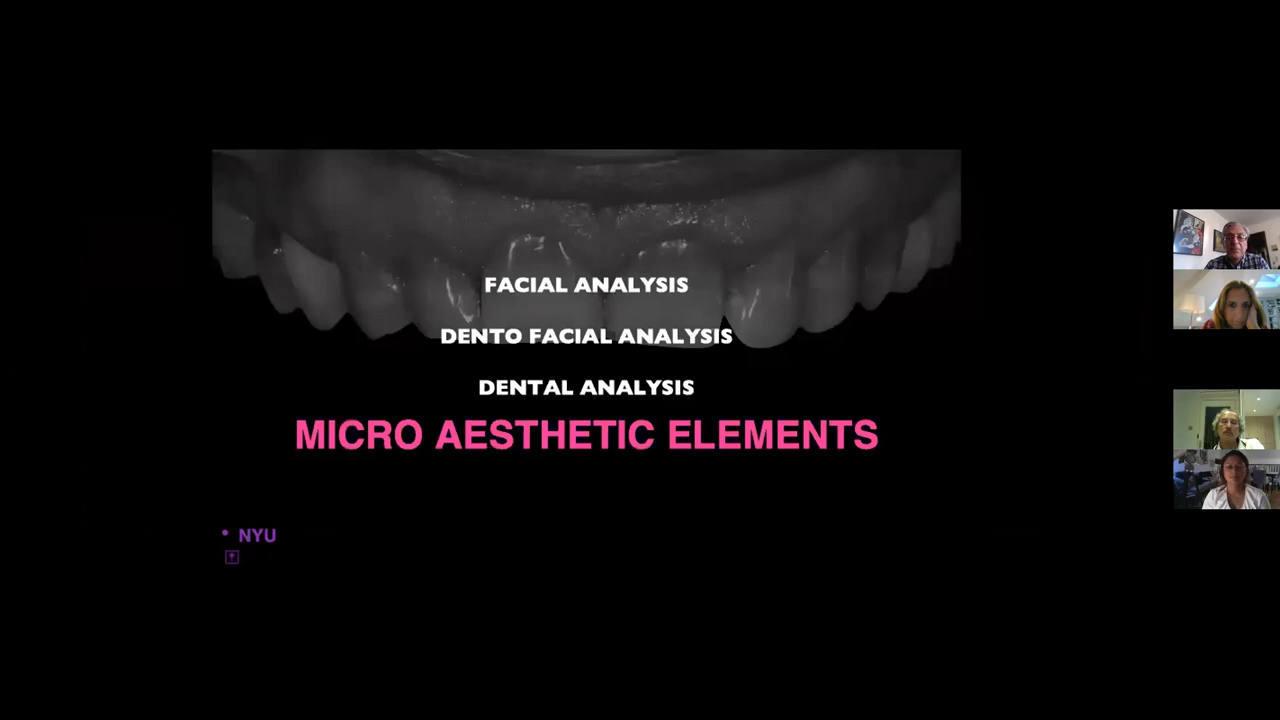 FACIAL ANALYSIS
DENTO FACIAL ANALYSIS
DENTAL ANALYSIS
MICRO AESTHETIC ELEMENTS
• NYU